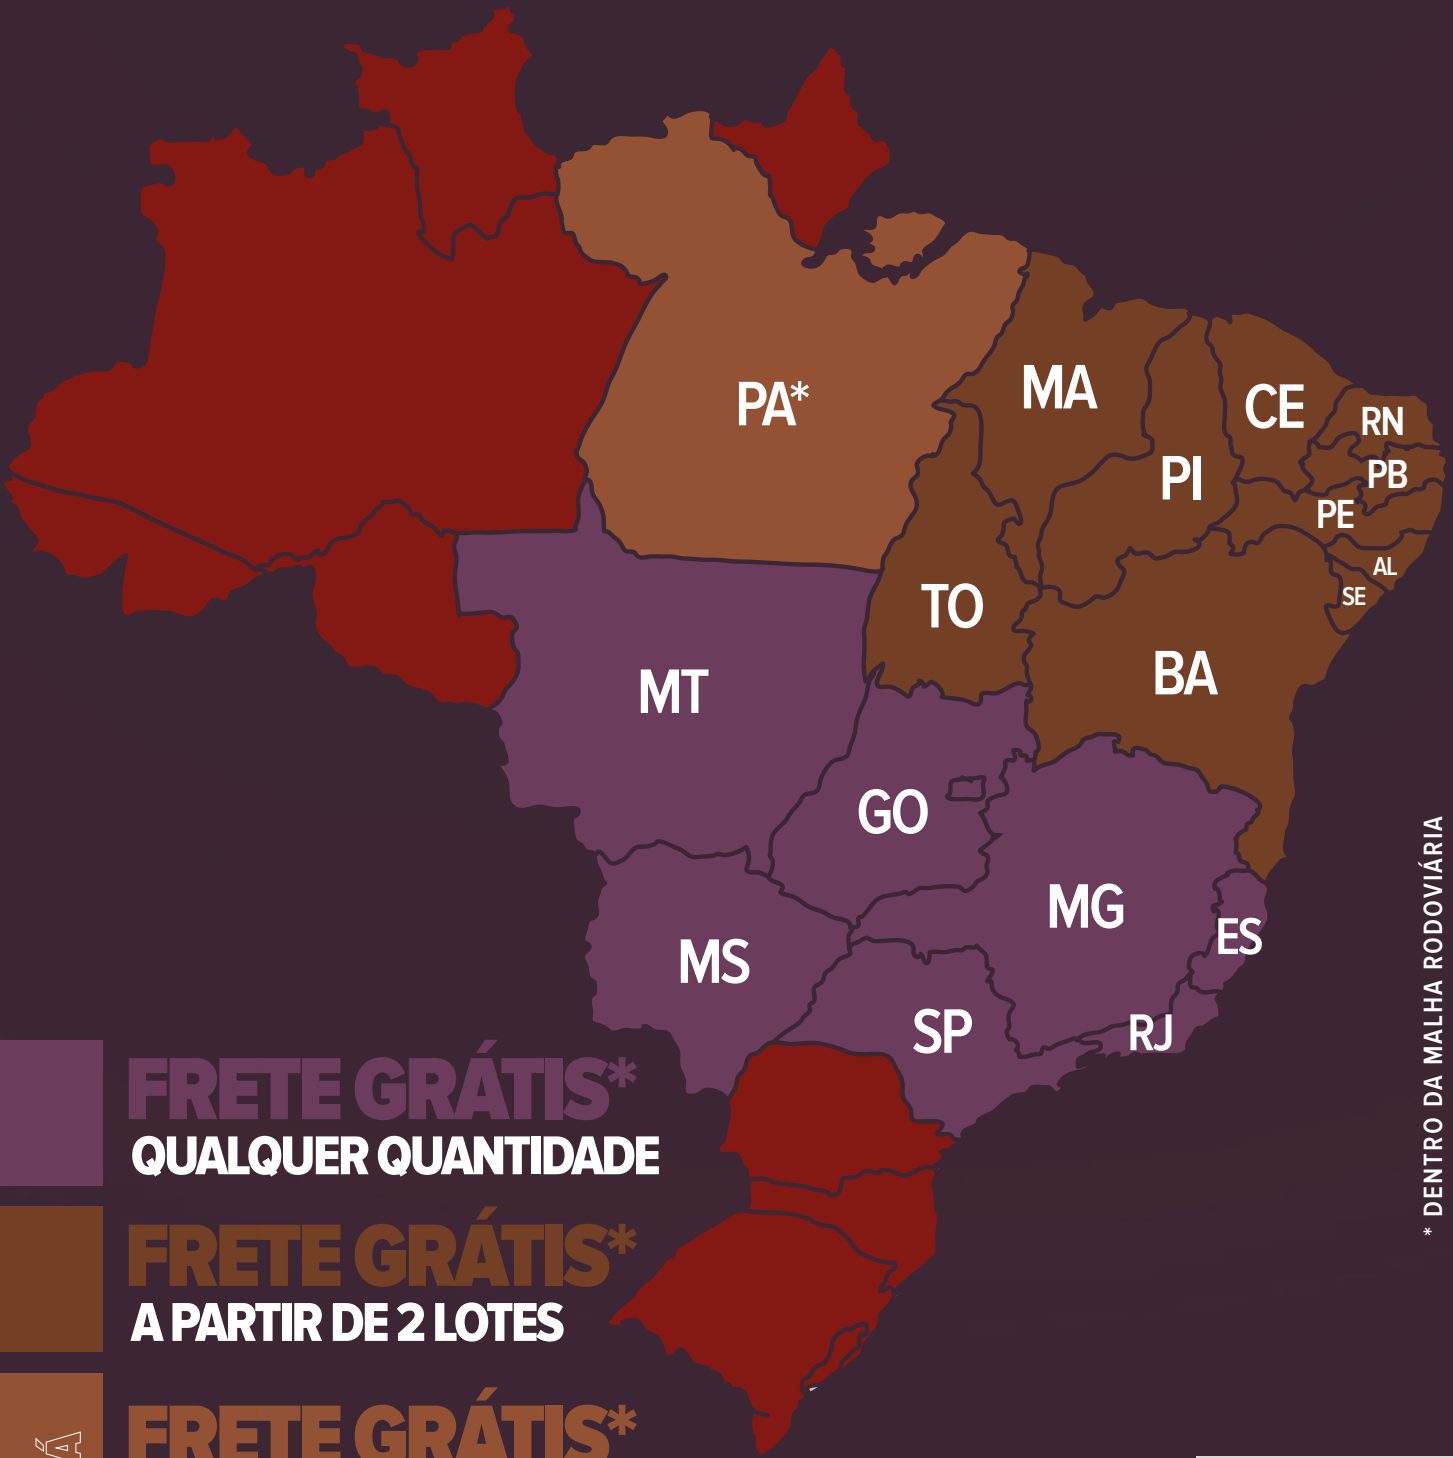 PA*
MA
CE
RN
PI
PB
PE
AL
SE
TO
BA
MT
GO
MG
ES
MS
SP
RJ
FRETE GRÁTIS*
QUALQUER QUANTIDADE
FRETE GRÁTIS*
A PARTIR DE 2 LOTES
FRETE GRÁTIS*
* DENTRO DA MALHA RODOVIÁRIA